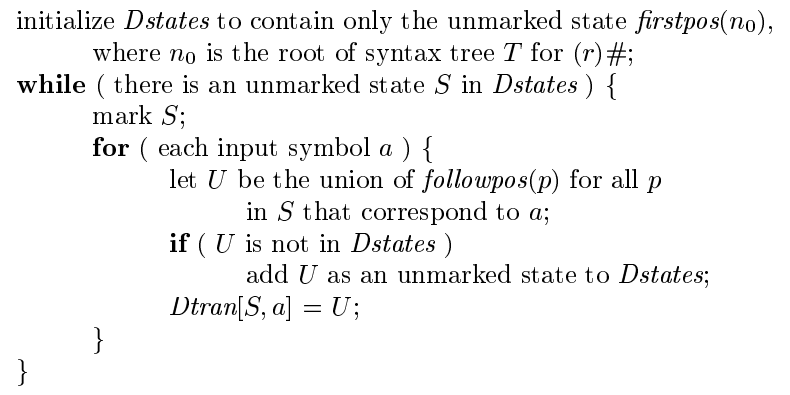 initialize Dstates to contain only the unmarked state firstpos(n₀),
where n₀ is the root of syntax tree T for (r)#;
while ( there is an unmarked state S in Dstates ) {
mark S;
for ( each input symbol a ) {
let U be the union of followpos(p) for all p
in S that correspond to a;
if ( U is not in Dstates )
add U as an unmarked state to Dstates;
Dtran[S, a] = U;
}
}